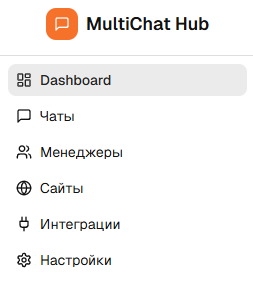 MultiChat Hub
Dashboard
Чаты
Менеджеры
Сайты
Интеграции
Настройки